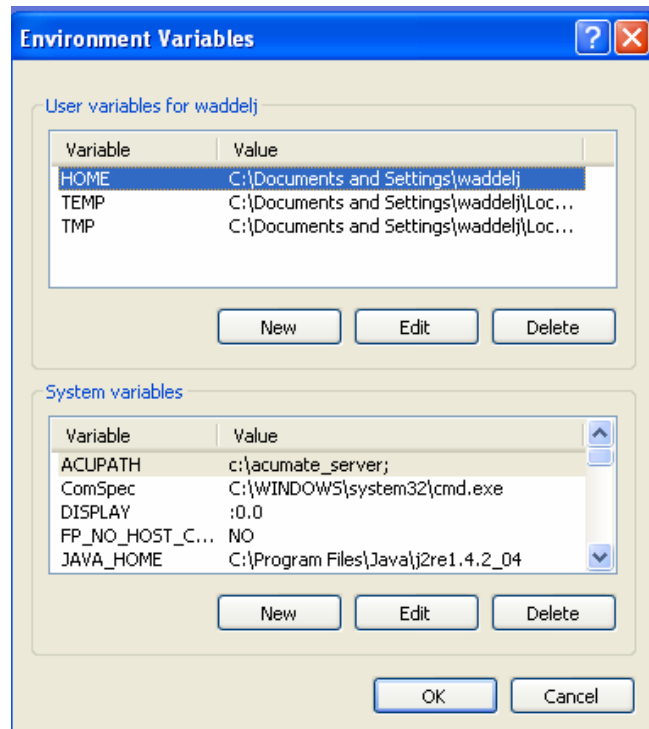 Environment Variables
User variables for waddelj
Variable Value
HOME C:\Documents and Settings\waddelj
TEMP C:\Documents and Settings\waddelj\Loc...
TMP C:\Documents and Settings\waddelj\Loc...
New Edit Delete
System variables
Variable Value
ACUPATH c:\acumate_server;
ComSpec C:\WINDOWS\system32\cmd.exe
DISPLAY :0.0
FP_NO_HOST_C... NO
JAVA_HOME C:\Program Files\Java\j2re1.4.2_04
New Edit Delete
OK Cancel